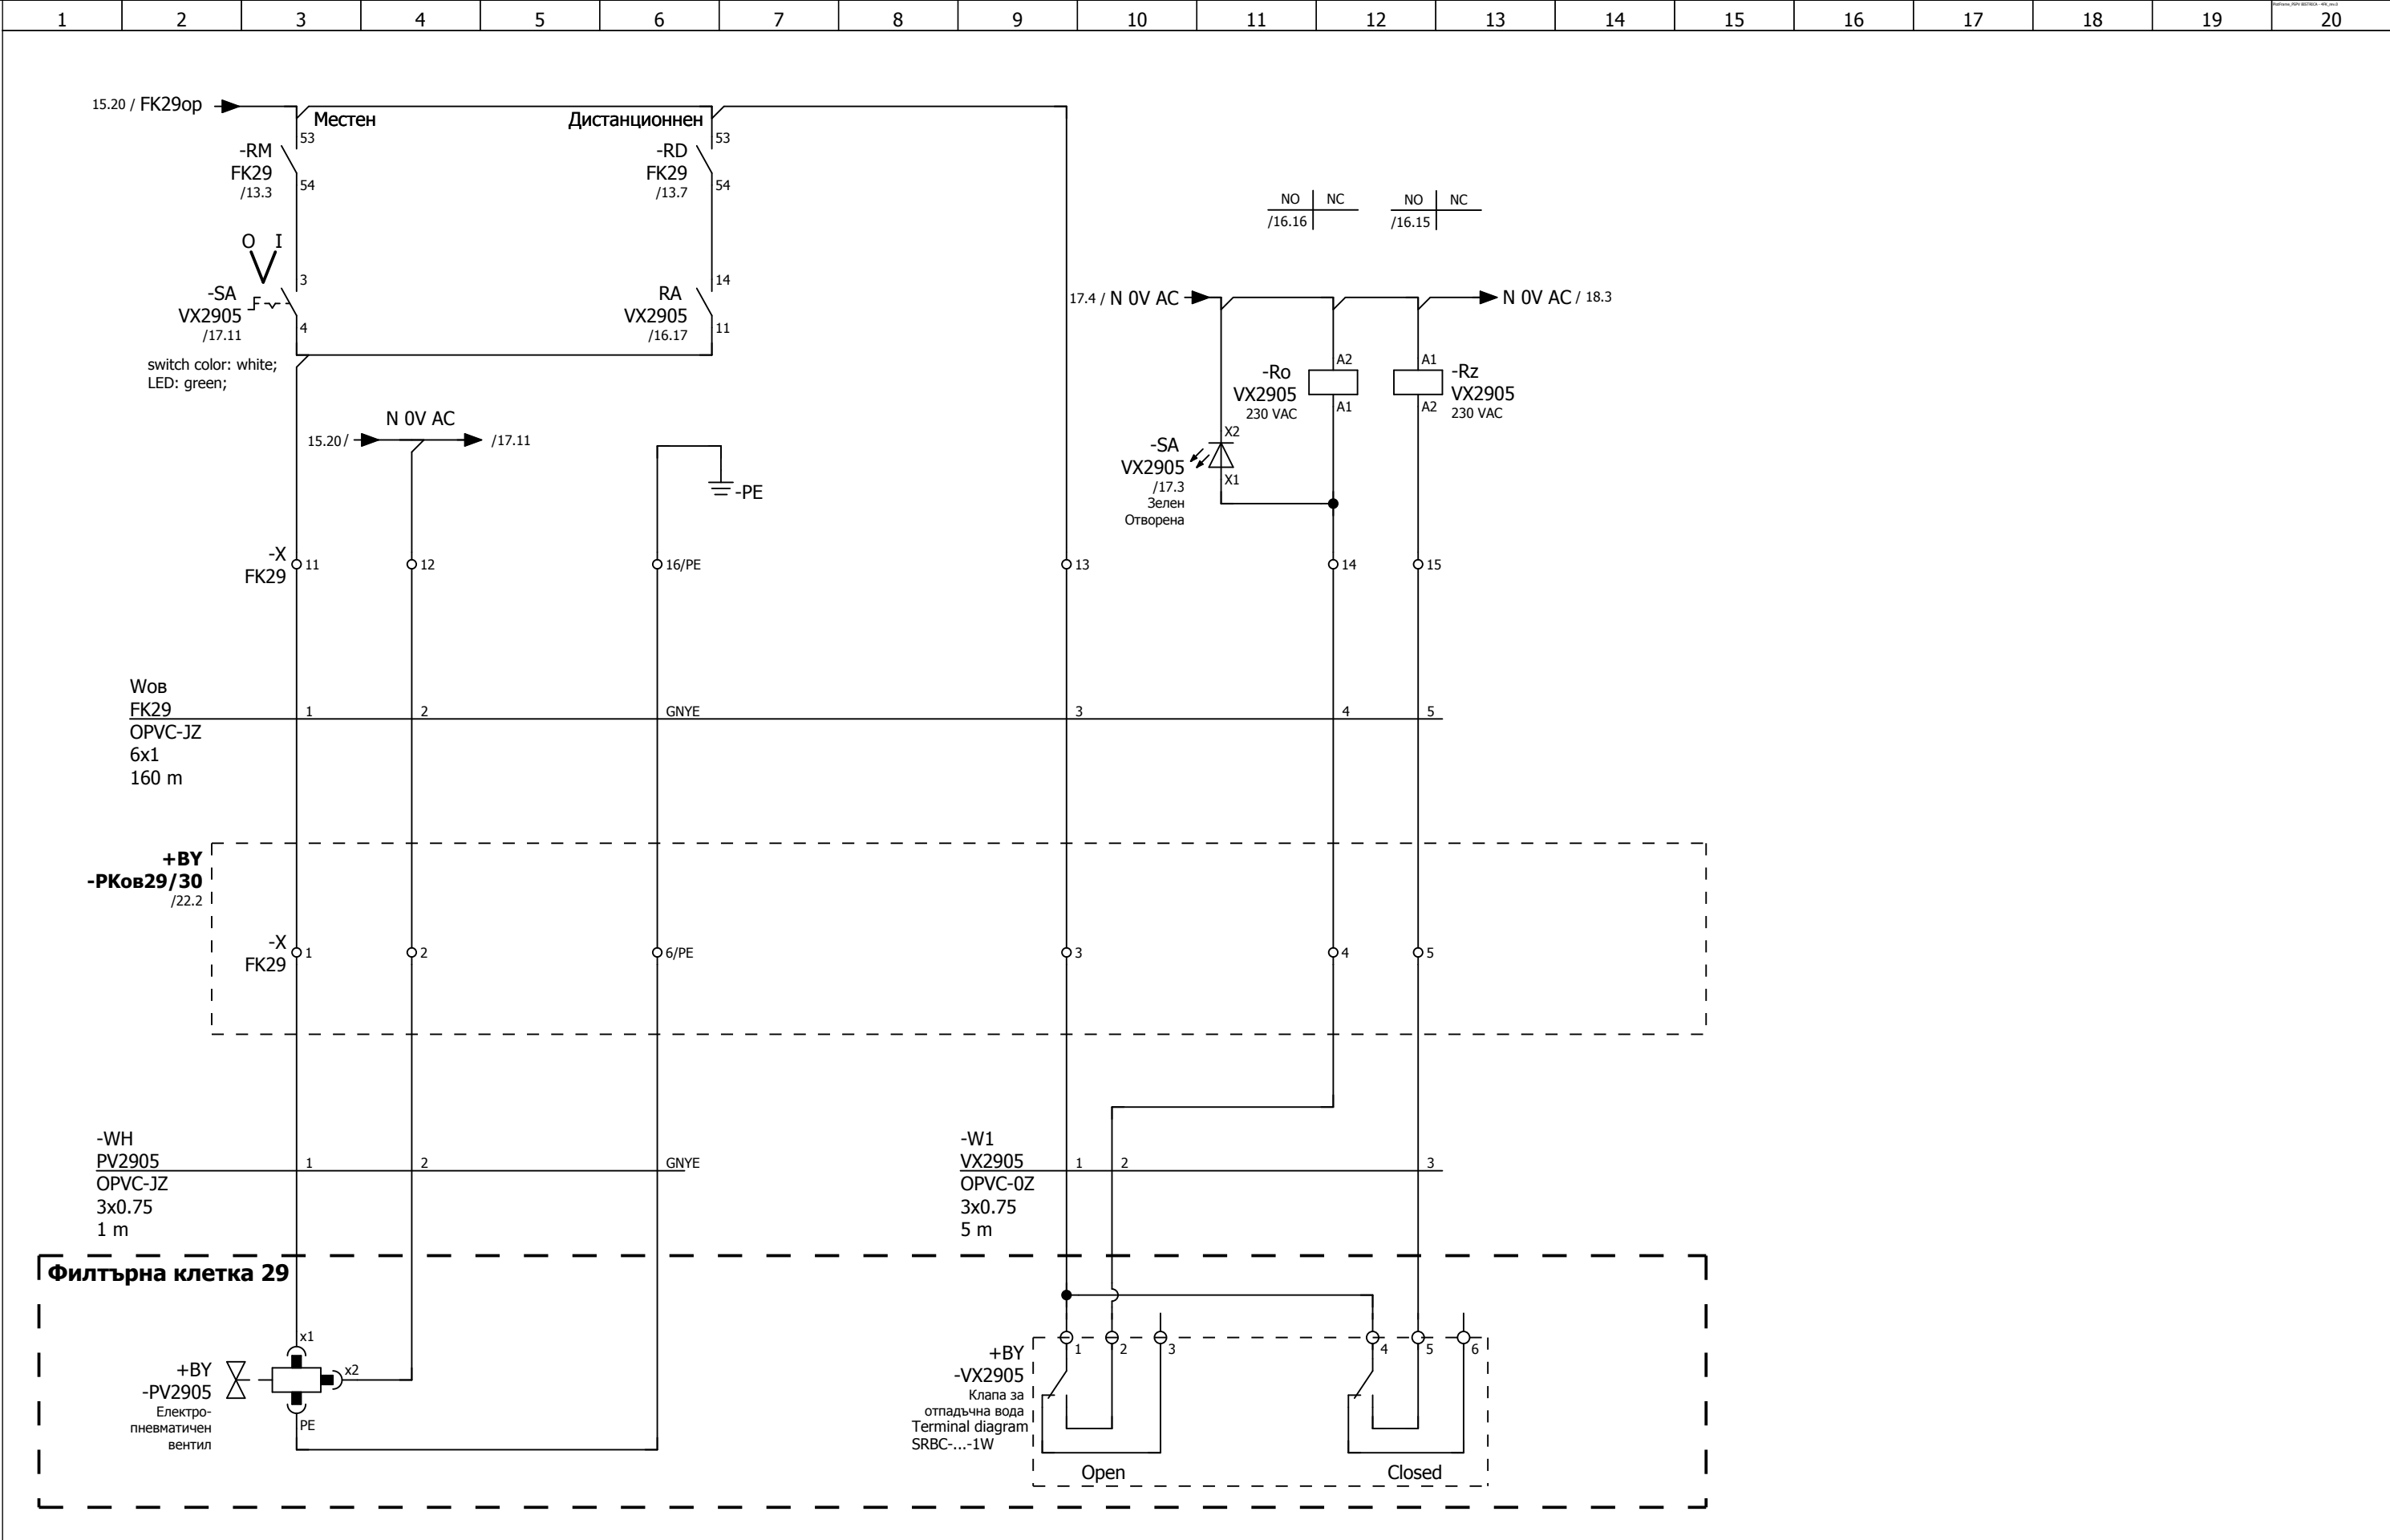 1 2 3 4 5 6 7 8 9 10 11 12 13 14 15 16 17 18 19 20
15.20 / FK29op
Местен
Дистанционнен
53
-RM
FK29
/13.3
54
53
-RD
FK29
/13.7
54
NO NC
/16.16
NO NC
/16.15
O I
3
-SA
VX2905
/17.11
4
switch color: white;
LED: green;
14
RA
VX2905
/16.17
11
17.4 / N 0V AC
N 0V AC / 18.3
A2
-Ro
VX2905
230 VAC
A1
A1
-Rz
VX2905
230 VAC
A2
N 0V AC
15.20 /
/17.11
-PE
X2
-SA
VX2905
/17.3
Зелен
Отворена
X1
-X
FK29
11
12
16/PE
13
14
15
Wов
FK29
OPVC-JZ
6x1
160 m
1
2
GNYE
3
4
5
+BY
-РКов29/30
/22.2
-X
FK29
1
2
6/PE
3
4
5
-WH
PV2905
OPVC-JZ
3x0.75
1 m
1
2
GNYE
-W1
VX2905
OPVC-0Z
3x0.75
5 m
1
2
3
Филтърна клетка 29
x1
x2
PE
+BY
-PV2905
Електро-
пневматичен
вентил
+BY
-VX2905
Клапа за
отпадъчна вода
Terminal diagram
SRBC-...-1W
1
2
3
4
5
6
Open
Closed